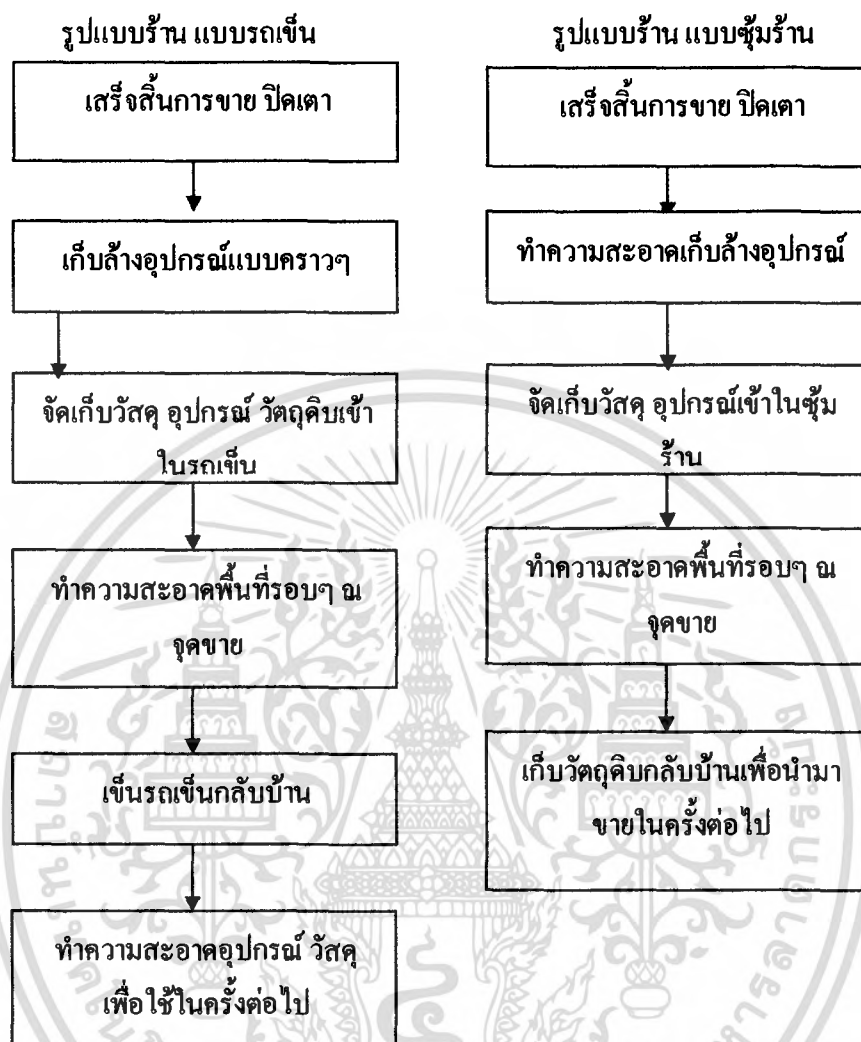 รูปแบบร้าน แบบรถเข็น
เสร็จสิ้นการขาย ปิดเตา
เก็บล้างอุปกรณ์แบบคราวๆ
จัดเก็บวัสดุ อุปกรณ์ วัตถุดิบเข้า
ในรถเข็น
ทำความสะอาดพื้นที่รอบๆ ณ
จุดขาย
เข็นรถเข็นกลับบ้าน
ทำความสะอาดอุปกรณ์ วัสดุ
เพื่อใช้ในครั้งต่อไป
รูปแบบร้าน แบบซุ้มร้าน
เสร็จสิ้นการขาย ปิดเตา
ทำความสะอาดเก็บล้างอุปกรณ์
จัดเก็บวัสดุ อุปกรณ์เข้าในซุ้ม
ร้าน
ทำความสะอาดพื้นที่รอบๆ ณ
จุดขาย
เก็บวัตถุดิบกลับบ้านเพื่อนำมา
ขายในครั้งต่อไป